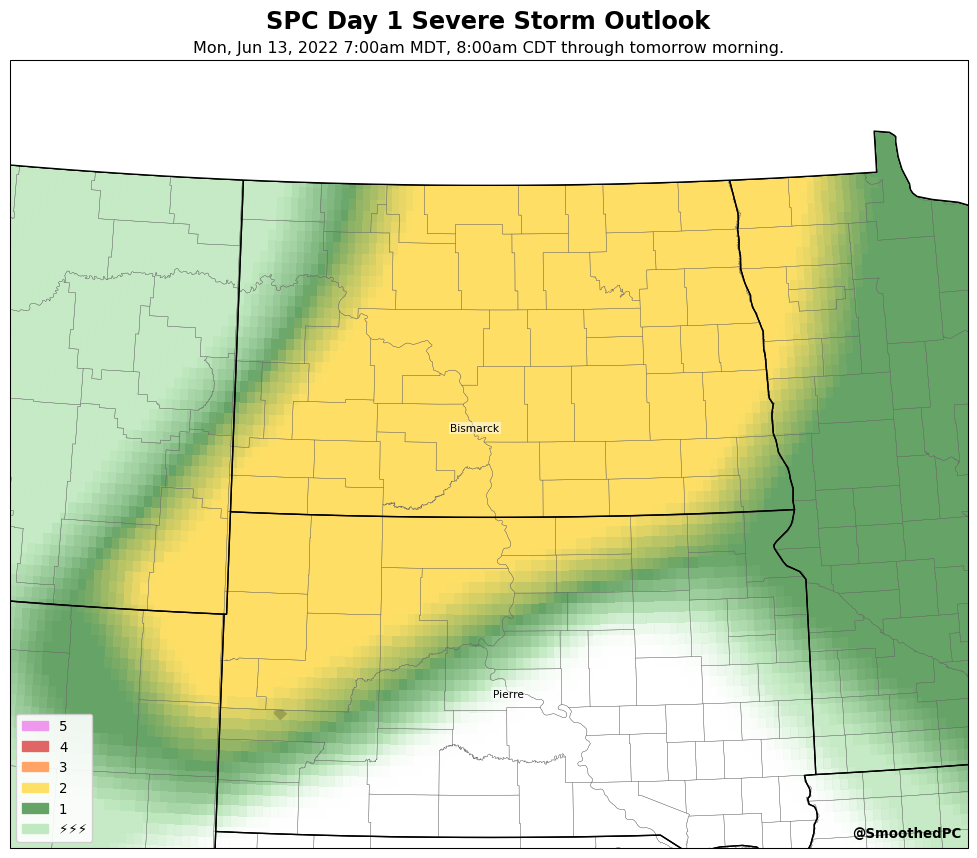 SPC Day 1 Severe Storm Outlook
Mon, Jun 13, 2022 7:00am MDT, 8:00am CDT through tomorrow morning.
Bismarck
Pierre
5
4
3
2
1
⚡⚡⚡
@SmoothedPC